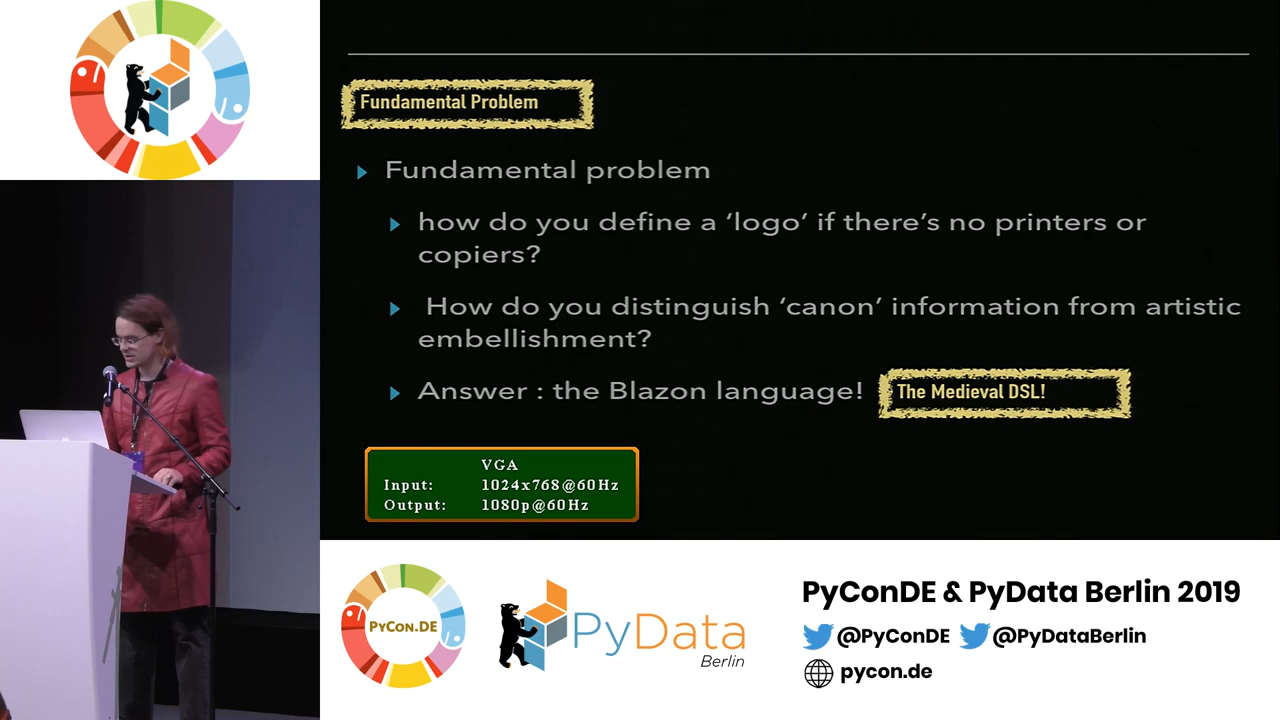 Fundamental Problem
Fundamental problem
how do you define a ‘logo’ if there’s no printers or
copiers?
How do you distinguish ‘canon’ information from artistic
embellishment?
Answer : the Blazon language!
The Medieval DSL!
VGA
Input: 1024x768@60Hz
Output: 1080p@60Hz
PyCon.DE
PyData
Berlin
PyConDE & PyData Berlin 2019
@PyConDE @PyDataBerlin
pycon.de